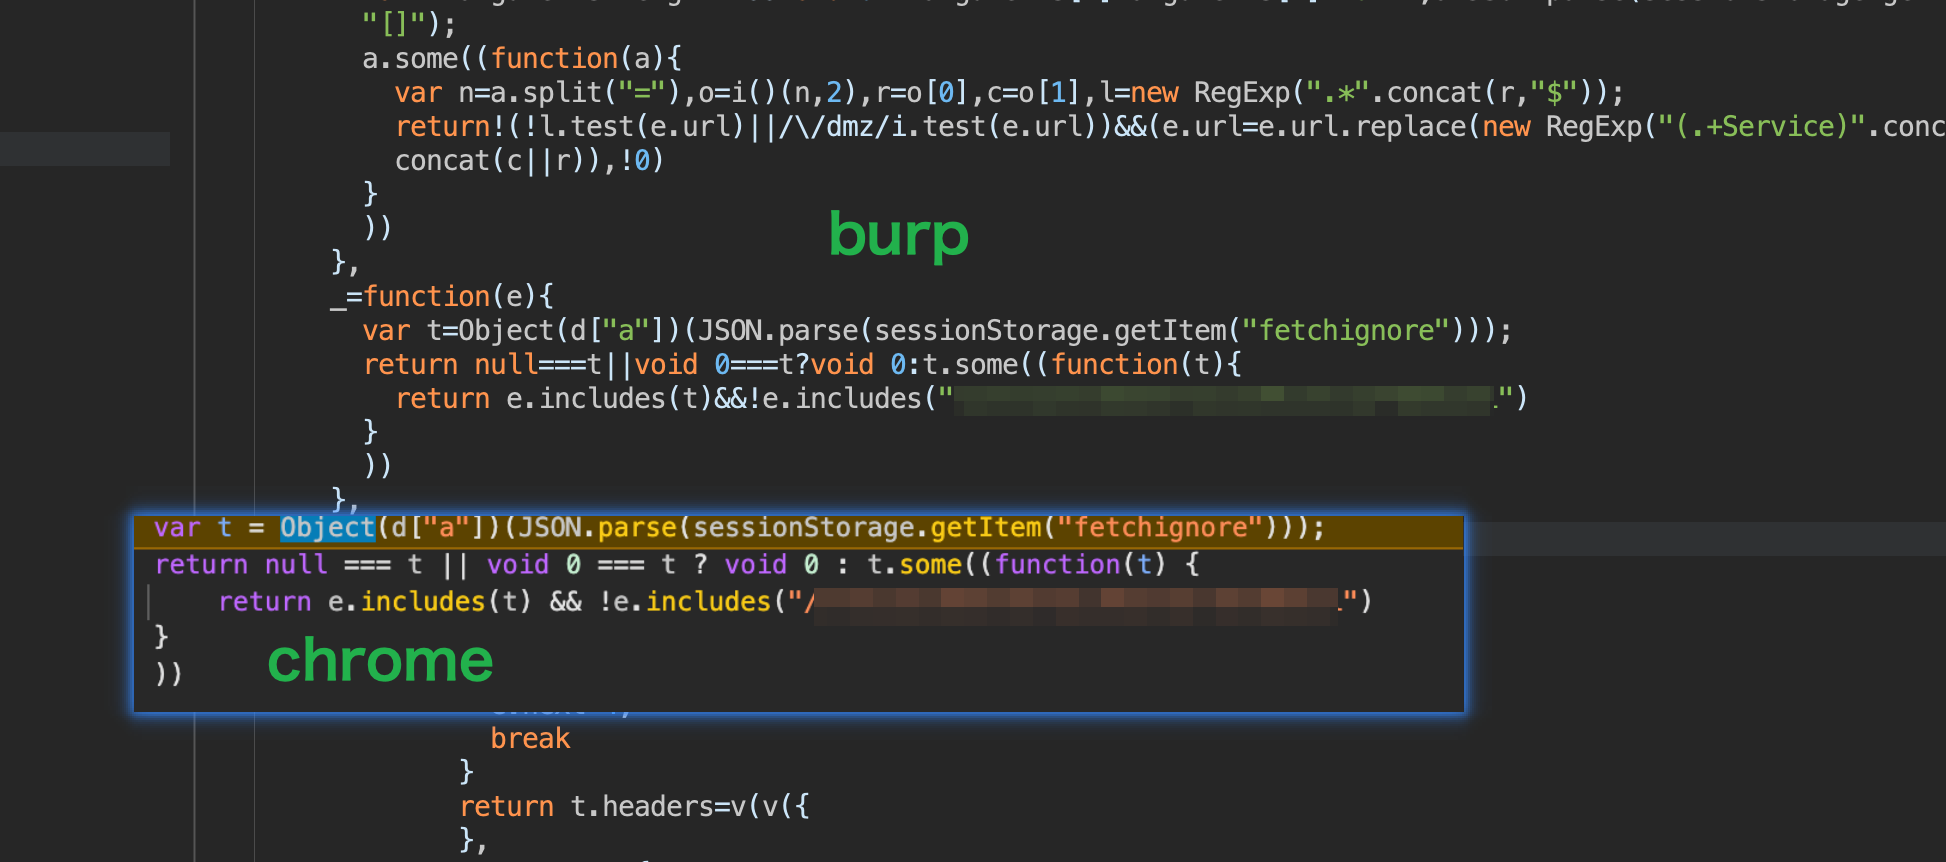 "[]");
a.some((function(a){
var n=a.split("="),o=i()(n,2),r=o[0],c=o[1],l=new RegExp(".*".concat(r,"$"));
return!(!l.test(e.url)||/\/dmz/i.test(e.url))&&(e.url=e.url.replace(new RegExp("(.+Service)".conc
concat(c||r)),!0)
}
))
burp
},
_=function(e){
var t=Object(d["a"])(JSON.parse(sessionStorage.getItem("fetchignore")));
return null===t||void 0===t?void 0:t.some((function(t){
return e.includes(t)&&!e.includes("")
}
))
},
var t = Object(d["a"])(JSON.parse(sessionStorage.getItem("fetchignore")));
return null === t || void 0 === t ? void 0 : t.some((function(t) {
return e.includes(t) && !e.includes("/")
}
))
chrome
break
}
return t.headers=v(v({
},